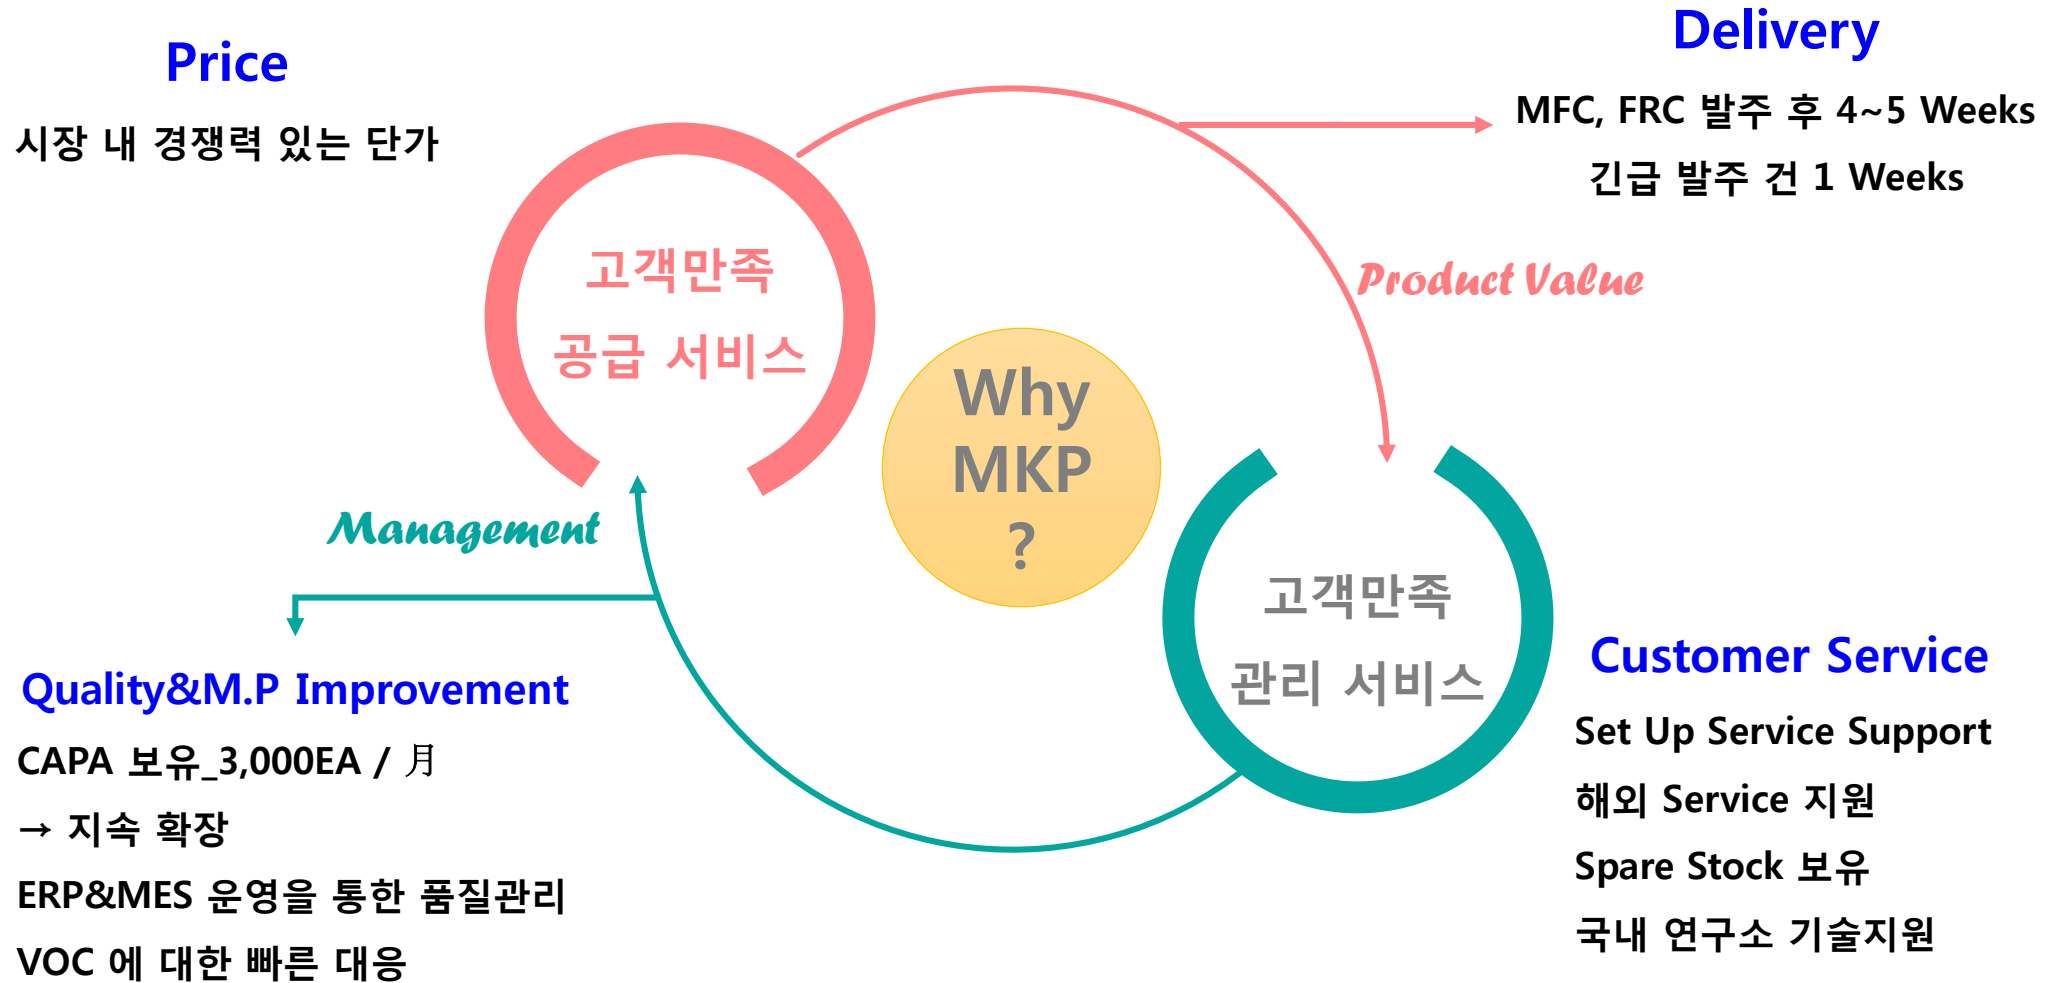 Price
시장 내 경쟁력 있는 단가
Delivery
MFC, FRC 발주 후 4~5 Weeks
긴급 발주 건 1 Weeks
고객만족
공급 서비스
Product Value
Why
MKP
?
Management
고객만족
관리 서비스
Quality&M.P Improvement
CAPA 보유_3,000EA / 月
→ 지속 확장
ERP&MES 운영을 통한 품질관리
VOC 에 대한 빠른 대응
Customer Service
Set Up Service Support
해외 Service 지원
Spare Stock 보유
국내 연구소 기술지원